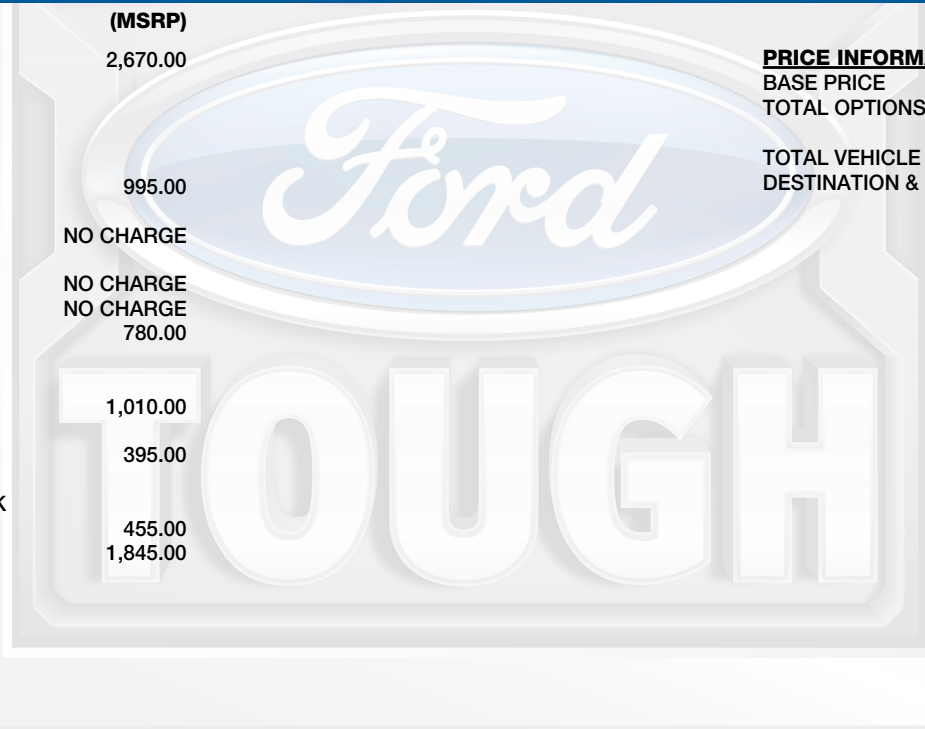 (MSRP)
2,670.00
995.00
NO CHARGE
NO CHARGE
NO CHARGE
780.00
1,010.00
395.00
K
455.00
1,845.00
PRICE INFORMA
BASE PRICE
TOTAL OPTIONS
TOTAL VEHICLE
DESTINATION &
Ford
TOUGH